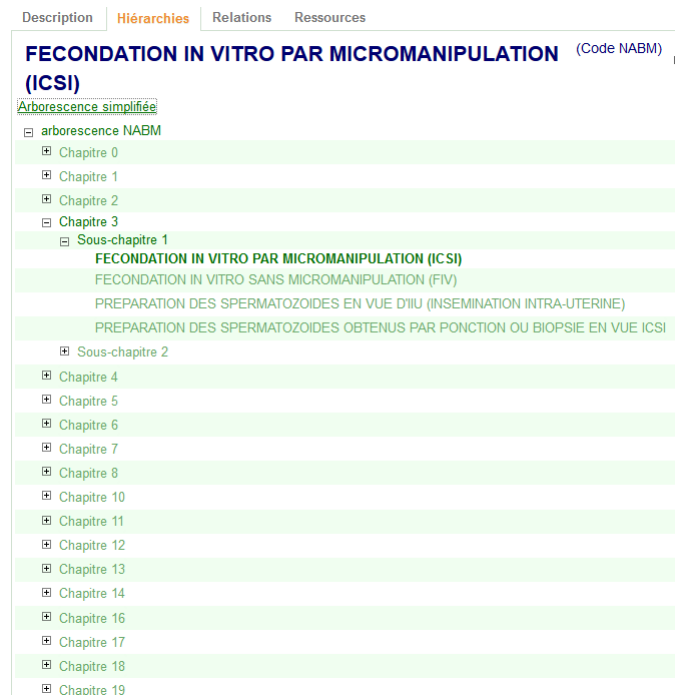 Description Hiérarchies Relations Ressources
FECONDATION IN VITRO PAR MICROMANIPULATION (Code NABM)
(ICSI)
Arborescence simplifiée
arborescence NABM
Chapitre 0
Chapitre 1
Chapitre 2
Chapitre 3
Sous-chapitre 1
FECONDATION IN VITRO PAR MICROMANIPULATION (ICSI)
FECONDATION IN VITRO SANS MICROMANIPULATION (FIV)
PREPARATION DES SPERMATOZOIDES EN VUE D'IIU (INSEMINATION INTRA-UTERINE)
PREPARATION DES SPERMATOZOIDES OBTENUS PAR PONCTION OU BIOPSIE EN VUE ICSI
Sous-chapitre 2
Chapitre 4
Chapitre 5
Chapitre 6
Chapitre 7
Chapitre 8
Chapitre 10
Chapitre 11
Chapitre 12
Chapitre 13
Chapitre 14
Chapitre 16
Chapitre 17
Chapitre 18
Chapitre 19